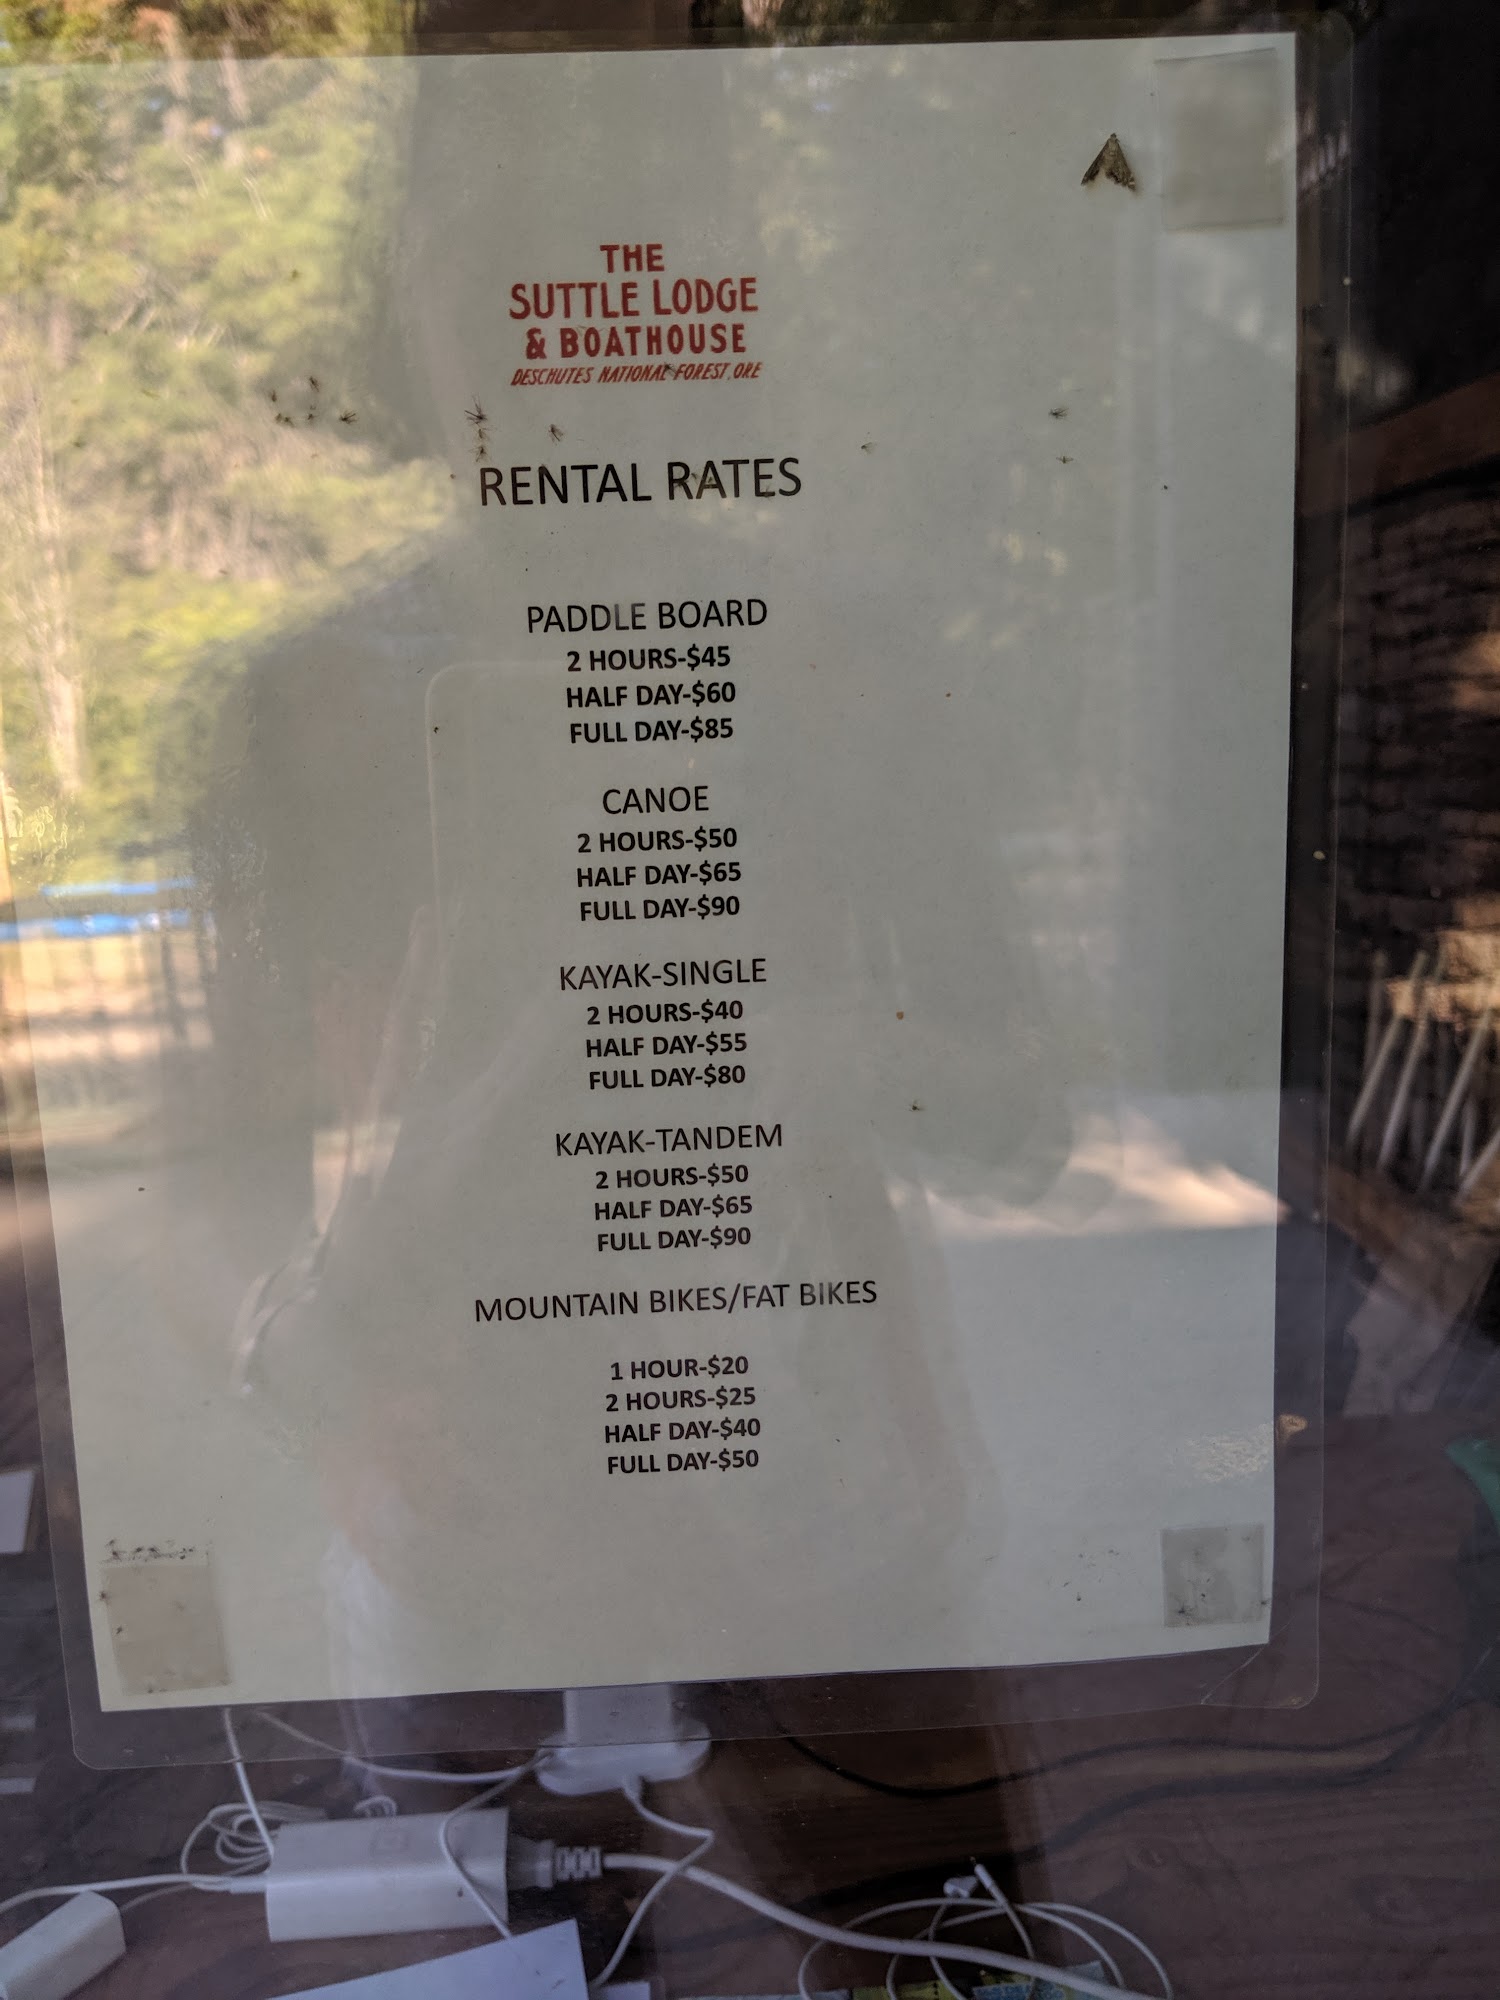 THE
SUTTLE LODGE
& BOATHOUSE
DESCHUTES NATIONAL FOREST, ORE
RENTAL RATES
PADDLE BOARD
2 HOURS-$45
HALF DAY-$60
FULL DAY-$85
CANOE
2 HOURS-$50
HALF DAY-$65
FULL DAY-$90
KAYAK-SINGLE
2 HOURS-$40
HALF DAY-$55
FULL DAY-$80
KAYAK-TANDEM
2 HOURS-$50
HALF DAY-$65
FULL DAY-$90
MOUNTAIN BIKES/FAT BIKES
1 HOUR-$20
2 HOURS-$25
HALF DAY-$40
FULL DAY-$50